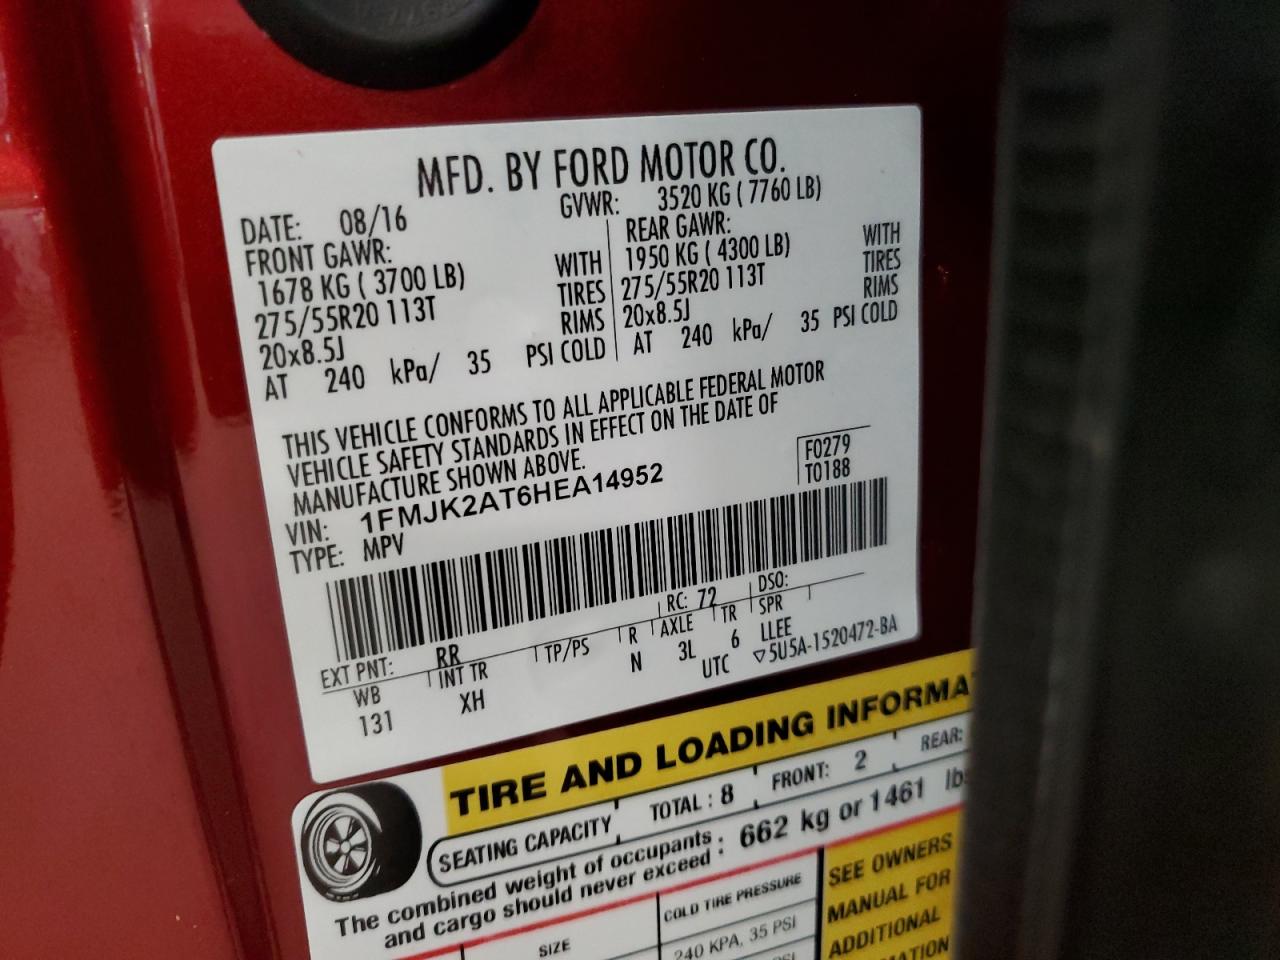 MFD. BY FORD MOTOR CO.
DATE: 08/16 GVWR: 3520 KG ( 7760 LB)
FRONT GAWR: REAR GAWR:
1678 KG ( 3700 LB) WITH 1950 KG ( 4300 LB) WITH
275/55R20 113T TIRES 275/55R20 113T TIRES
20x8.5J RIMS 20x8.5J RIMS
AT 240 kPa/ 35 PSI COLD AT 240 kPa/ 35 PSI COLD
THIS VEHICLE CONFORMS TO ALL APPLICABLE FEDERAL MOTOR
VEHICLE SAFETY STANDARDS IN EFFECT ON THE DATE OF
MANUFACTURE SHOWN ABOVE.
F0279
VIN: 1FMJK2AT6HEA14952 T0188
TYPE: MPV
EXT PNT: RR RC: 72 DSO:
WB INT TR TP/PS R AXLE TR SPR
131 XH N 3L 6 LLEE
UTC ▽5U5A-1520472-BA
TIRE AND LOADING INFORMA
SEATING CAPACITY TOTAL : 8 FRONT: 2 REAR:
The combined weight of occupants : 662 kg or 1461 lb
and cargo should never exceed :
SIZE COLD TIRE PRESSURE SEE OWNERS
240 KPA, 35 PSI MANUAL FOR
ADDITIONAL